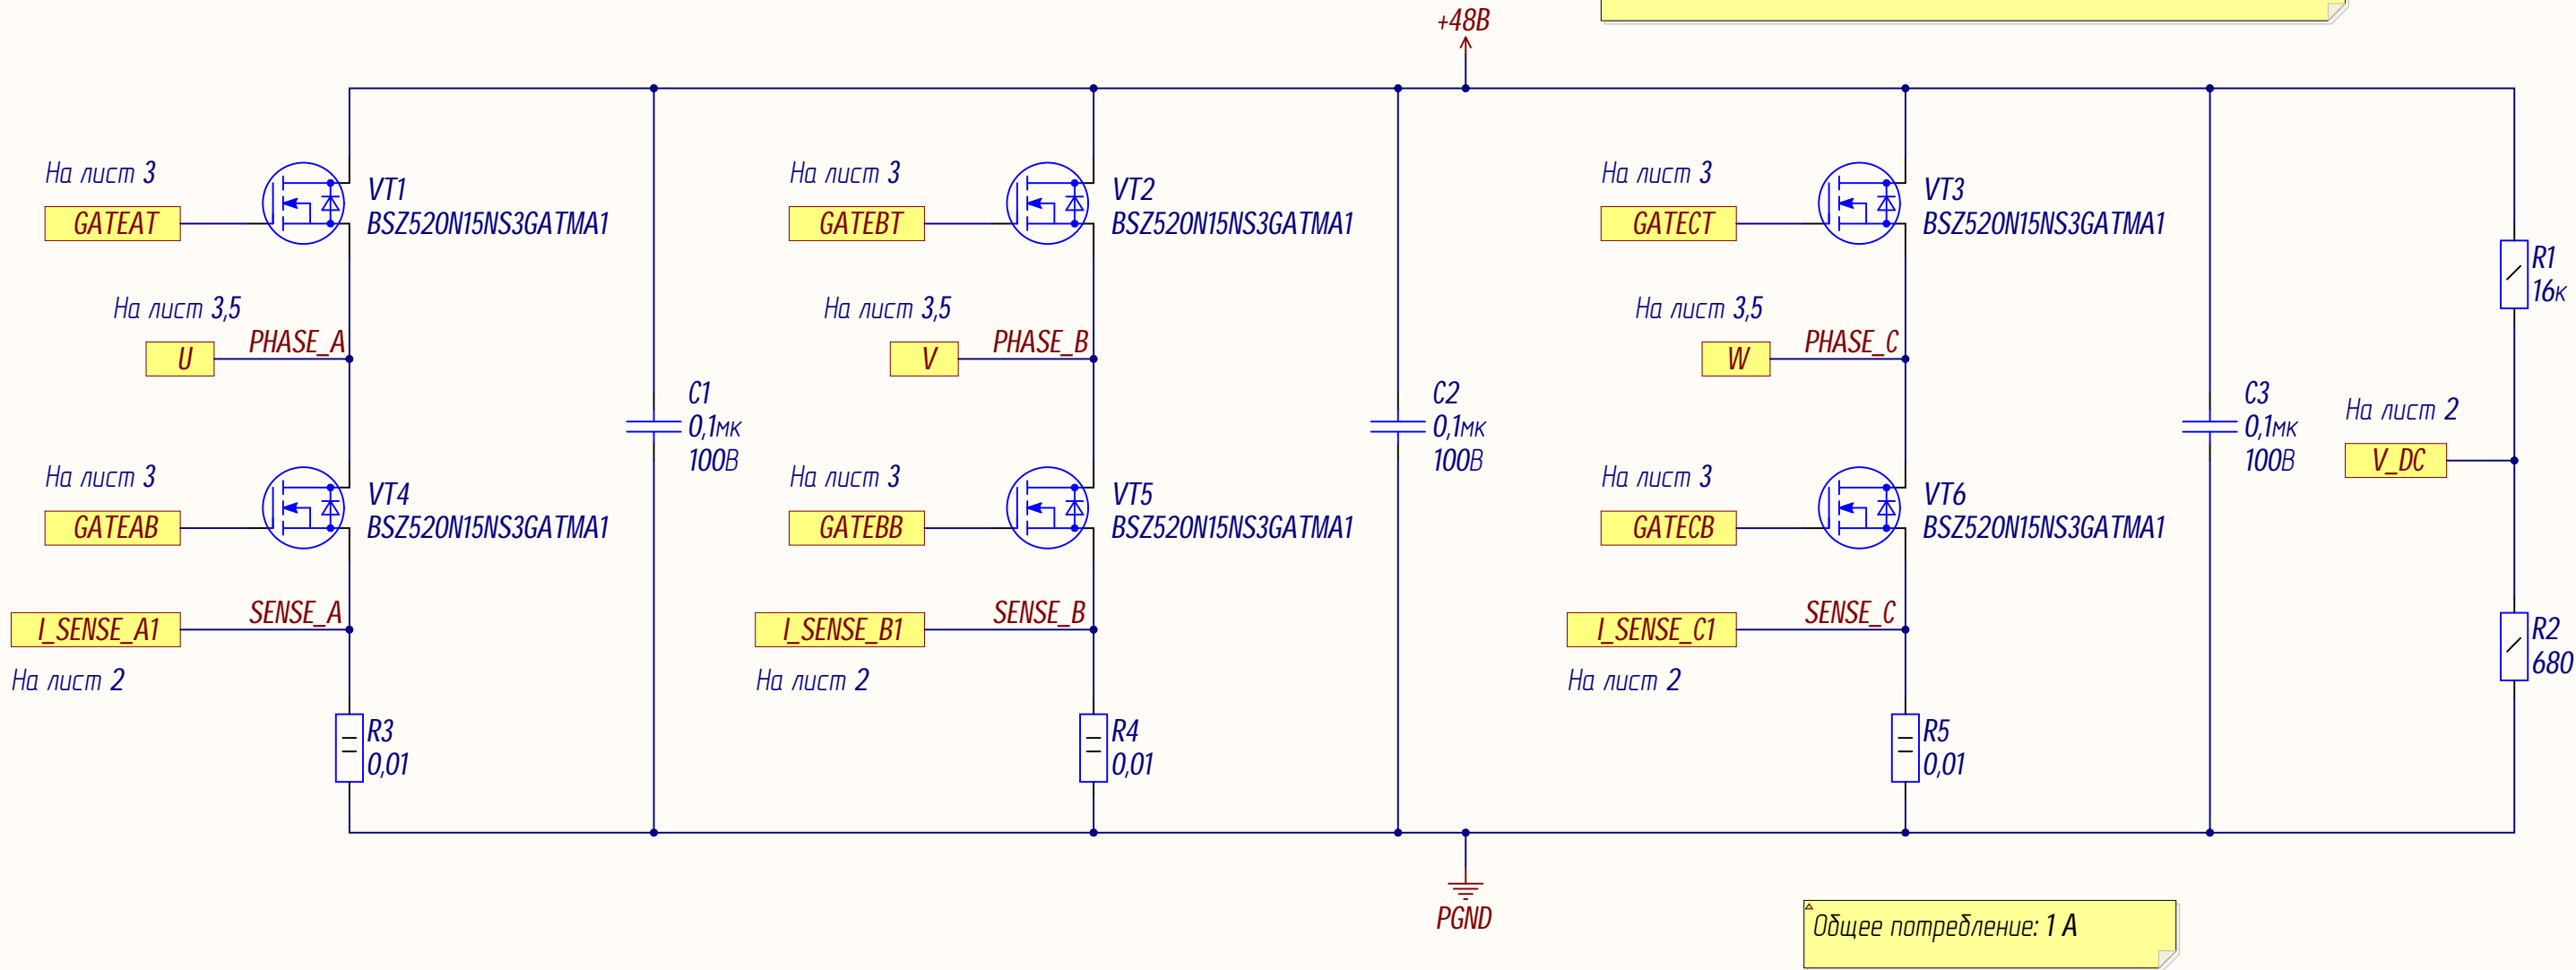 +48В
На лист 3
GATEAT
VT1
BSZ520N15NS3GATMA1
На лист 3
GATEBT
VT2
BSZ520N15NS3GATMA1
На лист 3
GATECT
VT3
BSZ520N15NS3GATMA1
R1
16к
На лист 3,5
U
PHASE_A
На лист 3,5
V
PHASE_B
На лист 3,5
W
PHASE_C
C1
0,1мк
100В
C2
0,1мк
100В
C3
0,1мк
100В
На лист 2
V_DC
На лист 3
GATEAB
VT4
BSZ520N15NS3GATMA1
На лист 3
GATEBB
VT5
BSZ520N15NS3GATMA1
На лист 3
GATECB
VT6
BSZ520N15NS3GATMA1
I_SENSE_A1
SENSE_A
На лист 2
I_SENSE_B1
SENSE_B
На лист 2
I_SENSE_C1
SENSE_C
На лист 2
R2
680
R3
0,01
R4
0,01
R5
0,01
PGND
Общее потребление: 1 А